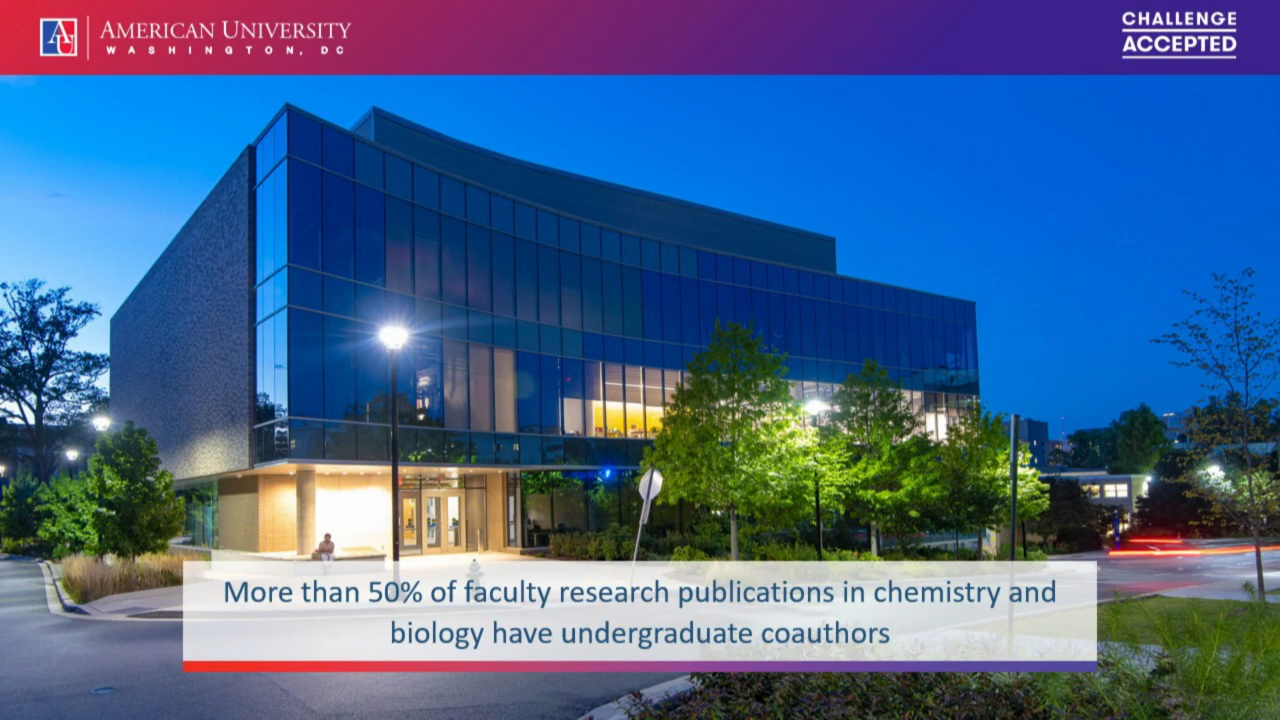 AU
AMERICAN UNIVERSITY
WASHINGTON, DC
CHALLENGE
ACCEPTED
More than 50% of faculty research publications in chemistry and
biology have undergraduate coauthors